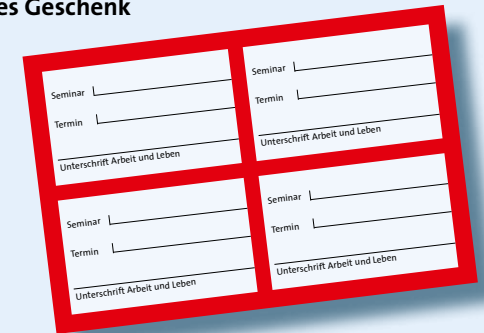 es Geschenk
Seminar
Termin
Unterschrift Arbeit und Leben
Seminar
Termin
Unterschrift Arbeit und Leben
Seminar
Termin
Unterschrift Arbeit und Leben
Seminar
Termin
Unterschrift Arbeit und Leben